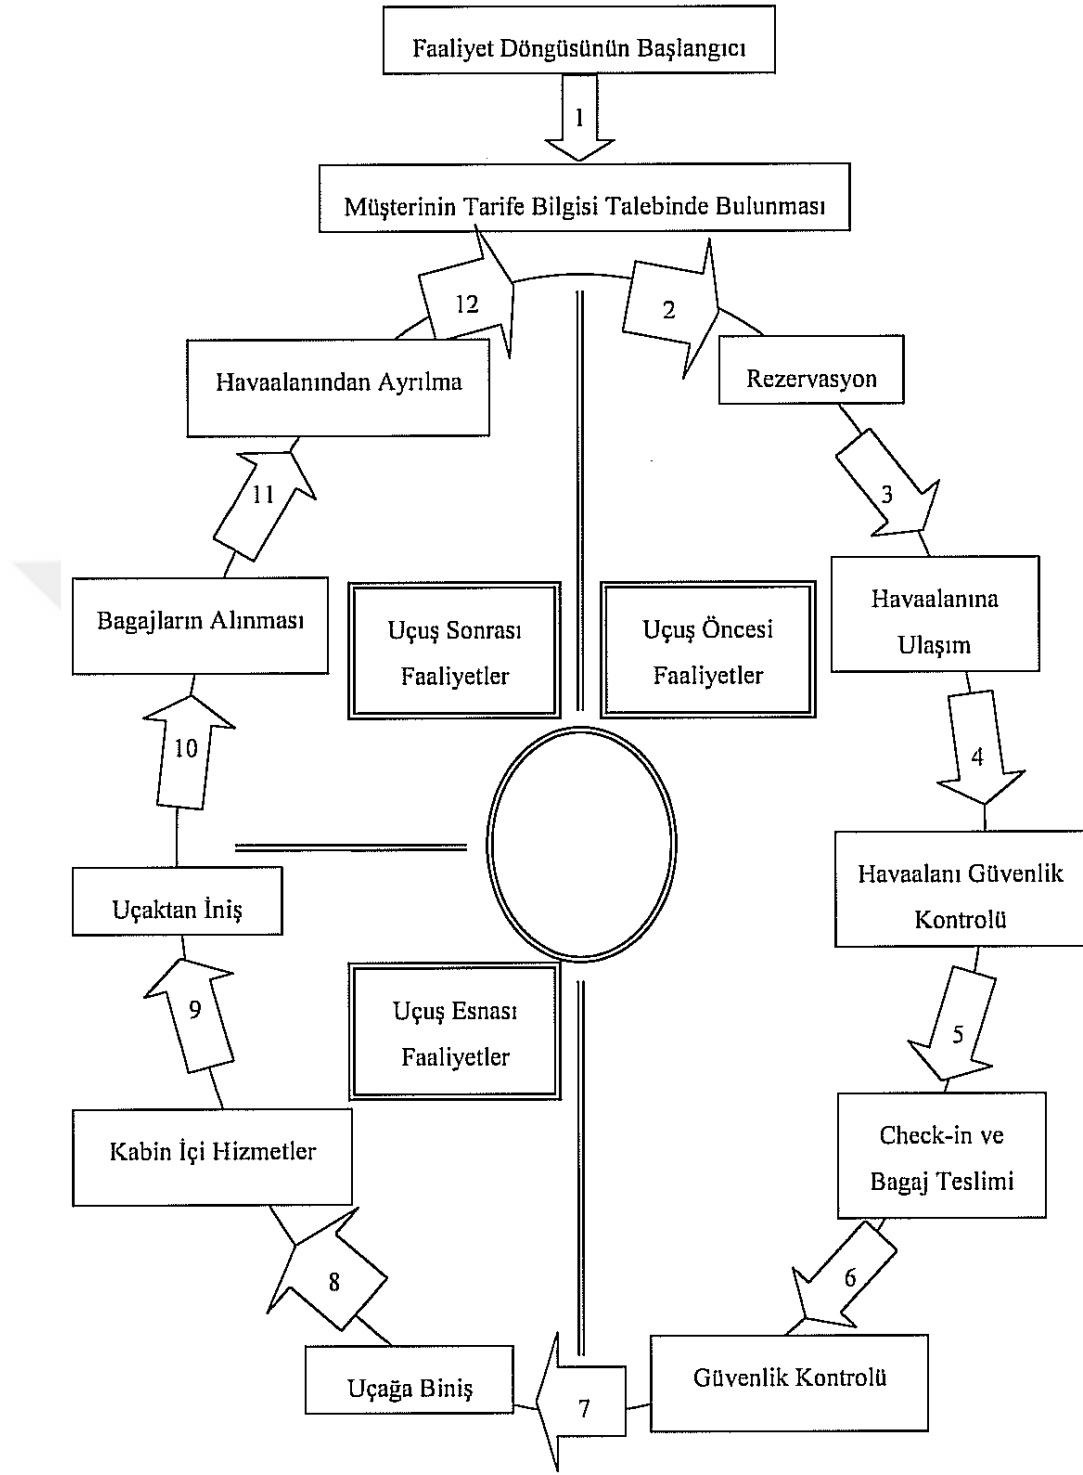 Faaliyet Döngüsünün Başlangıcı
1
Müşterinin Tarife Bilgisi Talebinde Bulunması
12
2
Havaalanından Ayrılma
Rezervasyon
11
3
Bagajların Alınması
Uçuş Sonrası
Faaliyetler
Uçuş Öncesi
Faaliyetler
Havaalanına
Ulaşım
10
4
Uçaktan İniş
Havaalanı Güvenlik
Kontrolü
9
Uçuş Esnası
Faaliyetler
5
Kabin İçi Hizmetler
Check-in ve
Bagaj Teslimi
8
6
Uçağa Biniş
7
Güvenlik Kontrolü